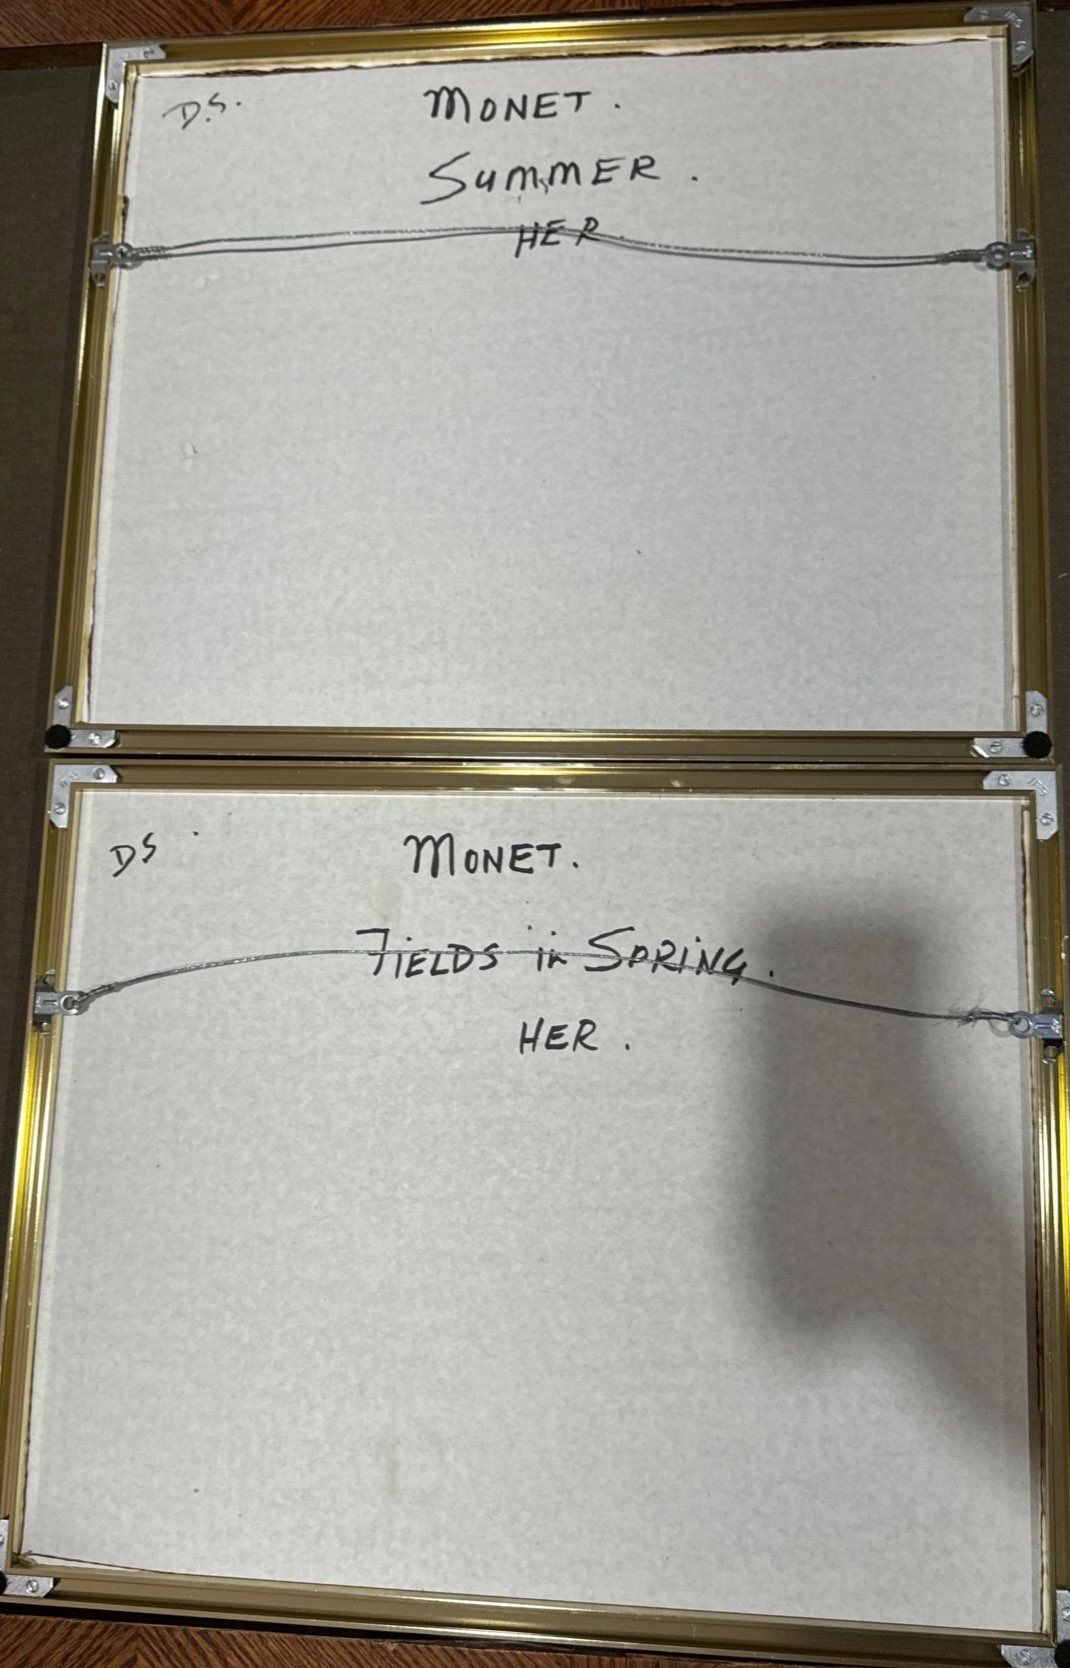 D.S.
MONET.
SUMMER.
HER
DS
MONET.
FiELDS in SPRiNG.
HER.